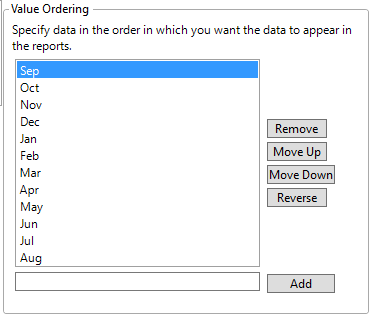 Value Ordering
Specify data in the order in which you want the data to appear in
the reports.
Sep
Oct
Nov
Dec
Jan
Feb
Mar
Apr
May
Jun
Jul
Aug
Remove
Move Up
Move Down
Reverse
Add